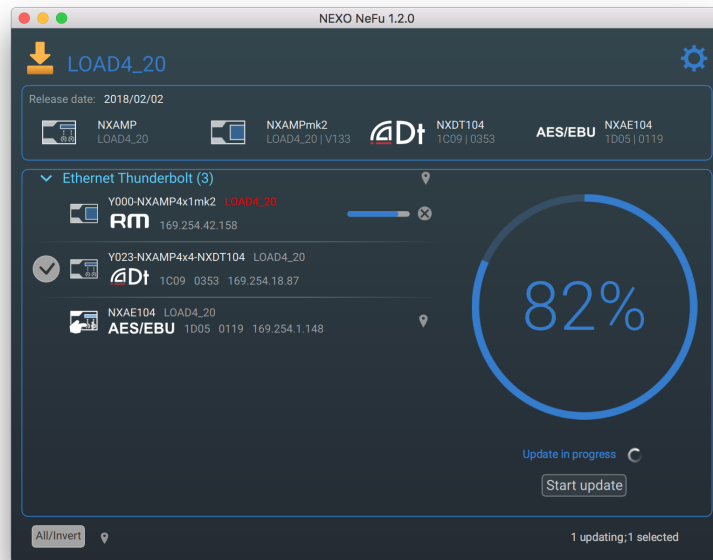 NEXO NeFu 1.2.0
LOAD4_20
Release date: 2018/02/02
NXAMP
LOAD4_20
NXAMPmk2
LOAD4_20 | V133
Dt
NXDT104
1C09 | 0353
AES/EBU
NXAE104
1D05 | 0119
Ethernet Thunderbolt (3)
Y000-NXAMP4x1mk2 LOAD4_20
RM 169.254.42.158
Y023-NXAMP4x4-NXDT104 LOAD4_20
Dt 1C09 0353 169.254.18.87
NXAE104 LOAD4_20
AES/EBU 1D05 0119 169.254.1.148
82%
Update in progress
Start update
All/Invert
1 updating;1 selected